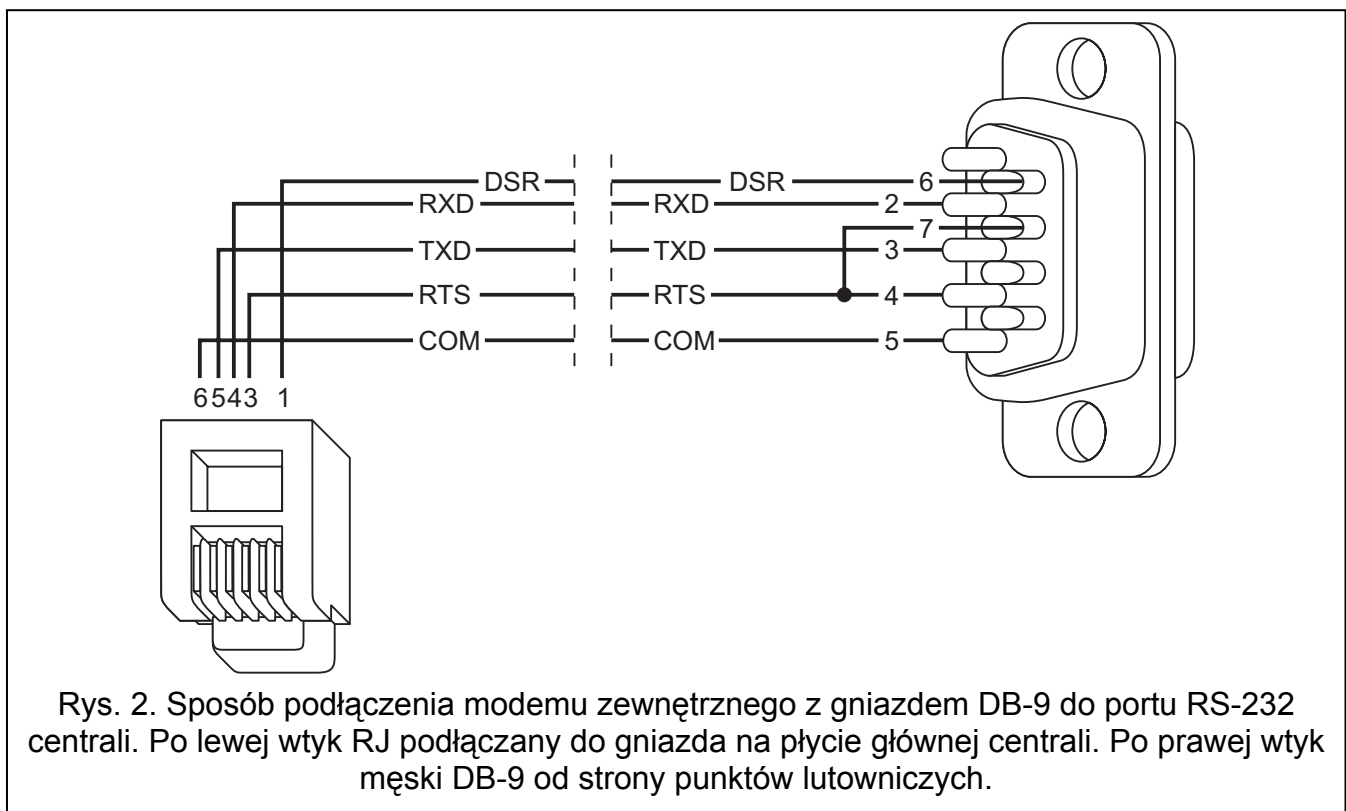 DSR DSR 6
RXD RXD 2
7
TXD TXD 3
RTS RTS 4
COM COM 5
6543 1
Rys. 2. Sposób podłączenia modemu zewnętrznego z gniazdem DB-9 do portu RS-232
centrali. Po lewej wtyk RJ podłączany do gniazda na płycie głównej centrali. Po prawej wtyk
męski DB-9 od strony punktów lutowniczych.